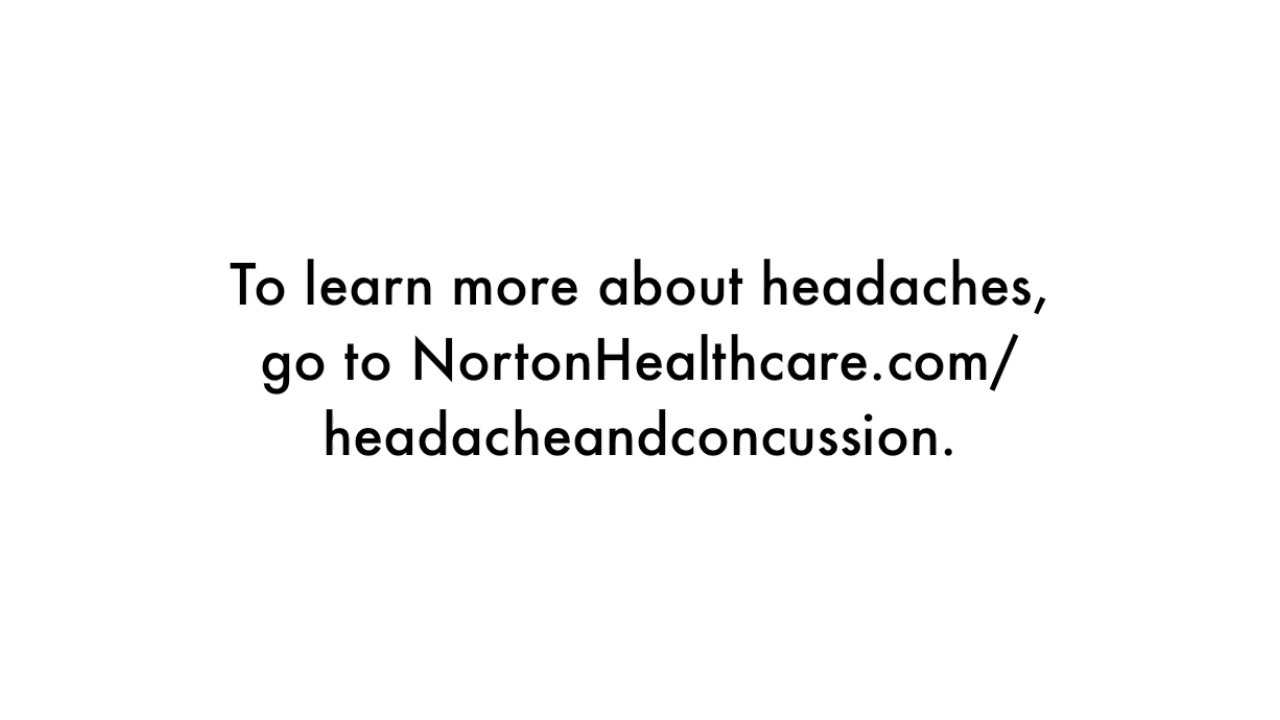 To learn more about headaches,
go to NortonHealthcare.com/
headacheandconcussion.